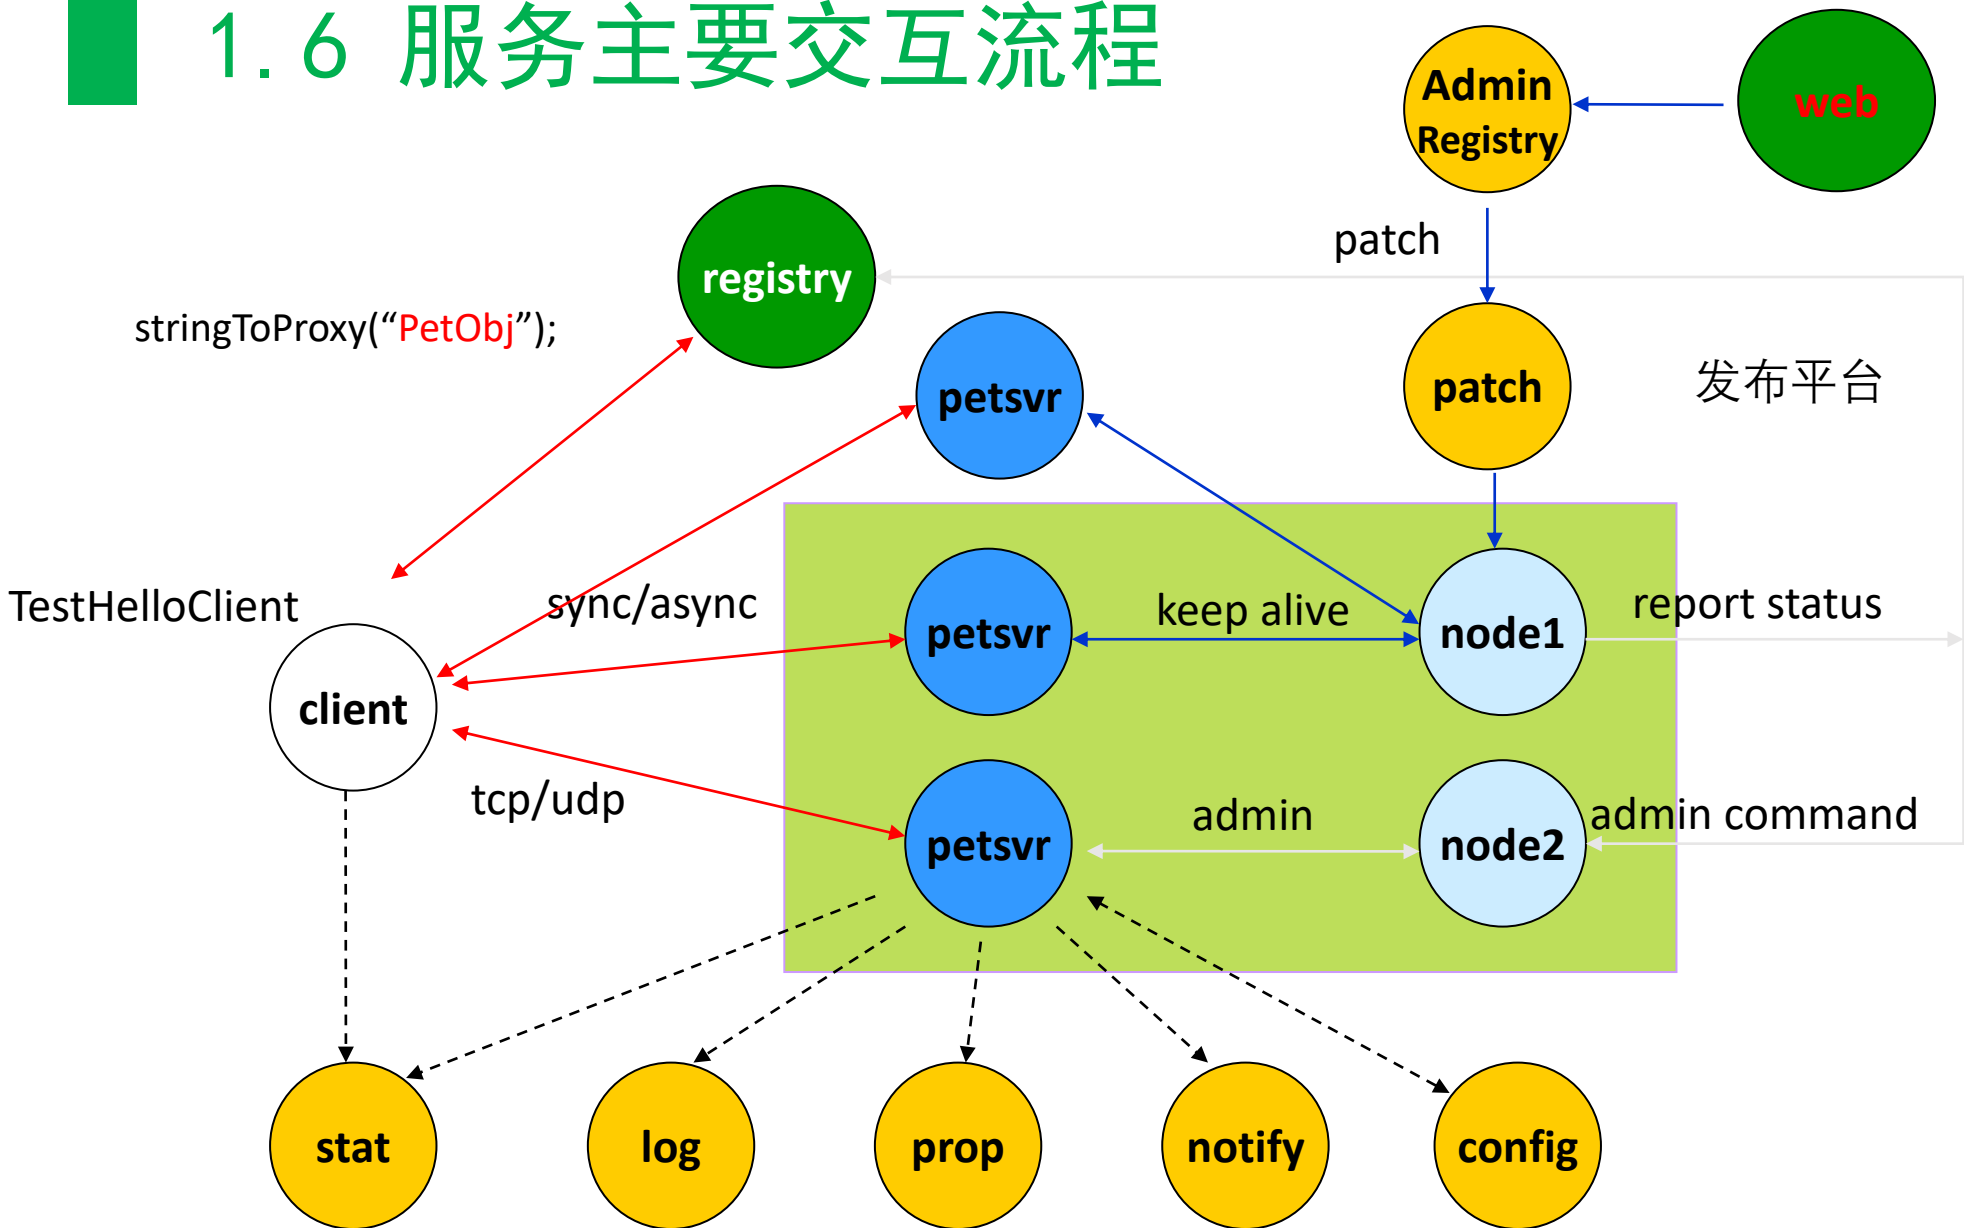 1.6 服务主要交互流程
Admin
Registry
web
patch
registry
stringToProxy(“PetObj”);
petsvr
patch
发布平台
TestHelloClient
sync/async
keep alive
report status
petsvr
node1
client
tcp/udp
admin
admin command
petsvr
node2
stat
log
prop
notify
config